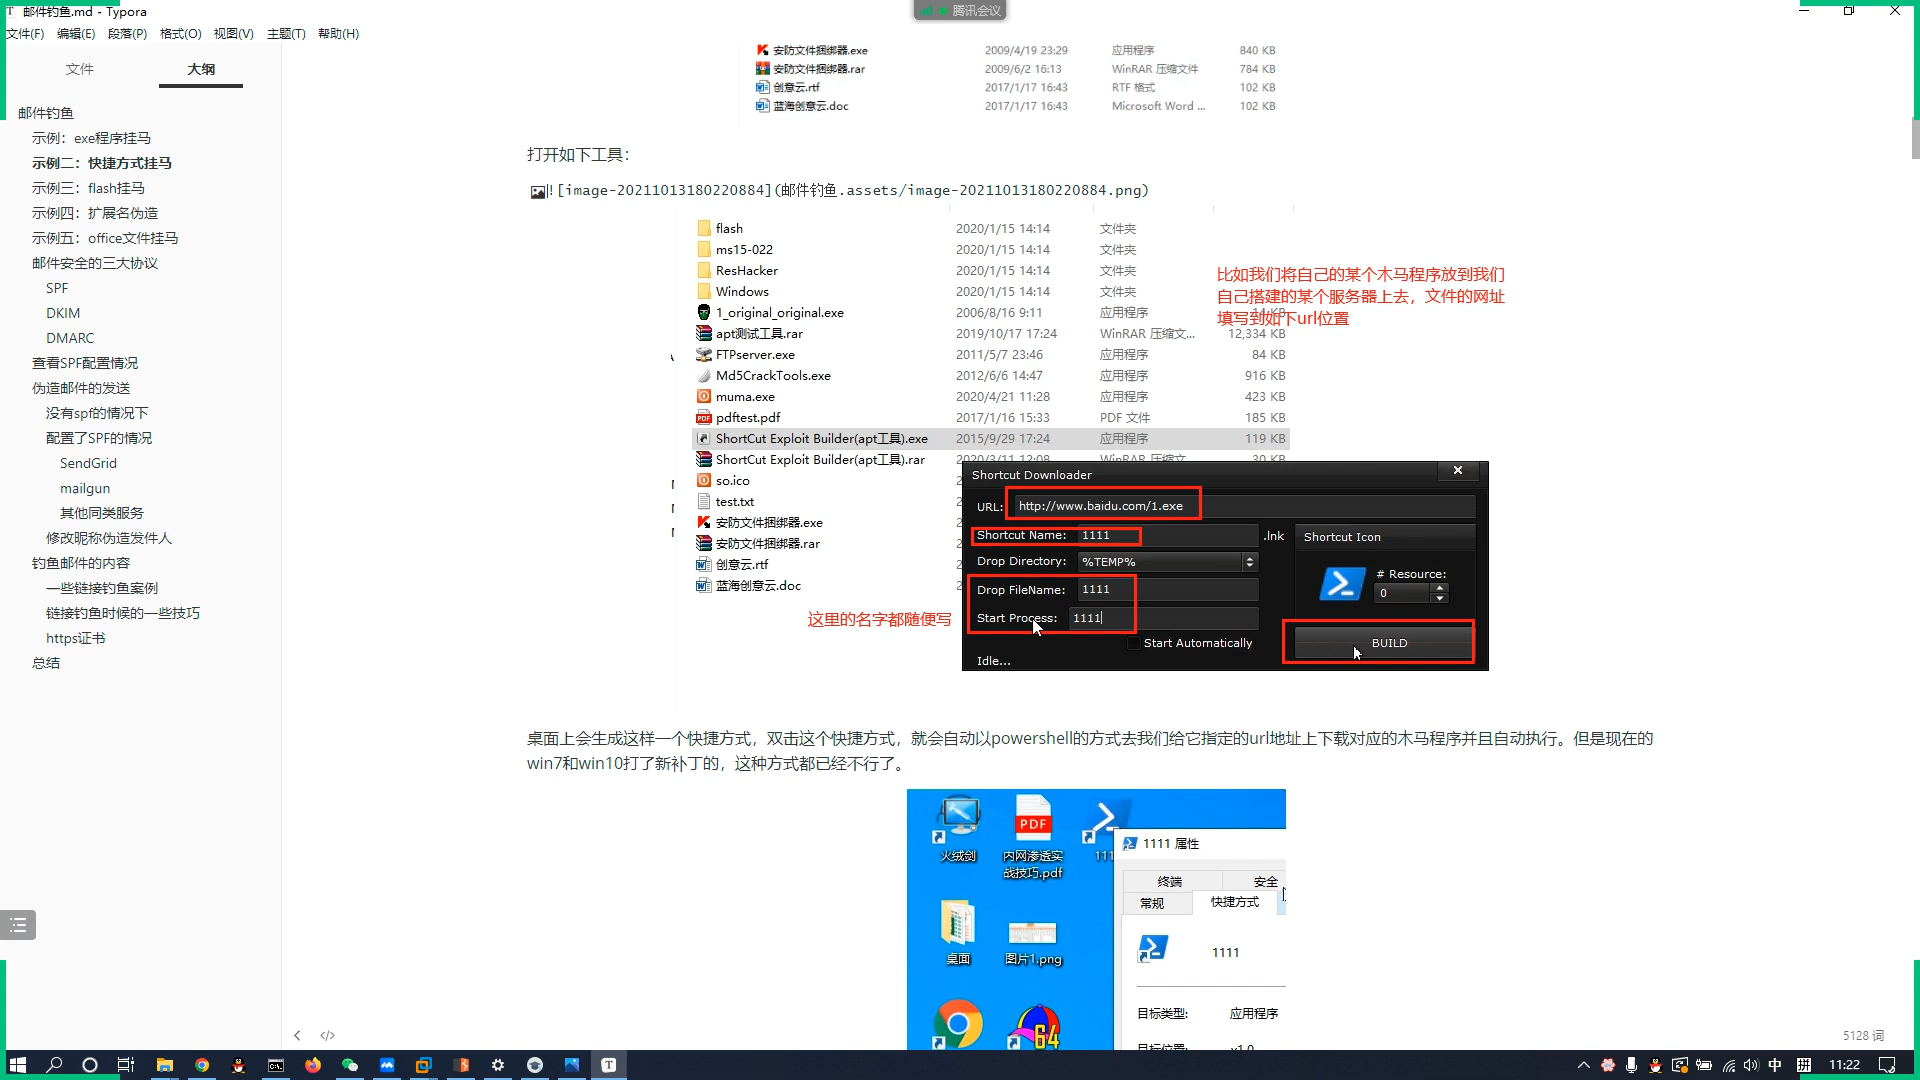 邮件钓鱼.md - Typora
腾讯会议
文件(F) 编辑(E) 段落(P) 格式(O) 视图(V) 主题(T) 帮助(H)
文件 大纲
邮件钓鱼
示例：exe程序挂马
示例二：快捷方式挂马
示例三：flash挂马
示例四：扩展名伪造
示例五：office文件挂马
邮件安全的三大协议
SPF
DKIM
DMARC
查看SPF配置情况
伪造邮件的发送
没有spf的情况下
配置了SPF的情况
SendGrid
mailgun
其他同类服务
修改昵称伪造发件人
钓鱼邮件的内容
一些链接钓鱼案例
链接钓鱼时候的一些技巧
https证书
总结
安防文件捆绑器.exe 2009/4/19 23:29 应用程序 840 KB
安防文件捆绑器.rar 2009/6/2 16:13 WinRAR 压缩文件 784 KB
创意云.rtf 2017/1/17 16:43 RTF 格式 102 KB
蓝海创意云.doc 2017/1/17 16:43 Microsoft Word ... 102 KB
打开如下工具：
![image-20211013180220884](邮件钓鱼.assets/image-20211013180220884.png)
flash 2020/1/15 14:14 文件夹
ms15-022 2020/1/15 14:14 文件夹
ResHacker 2020/1/15 14:14 文件夹
Windows 2020/1/15 14:14 文件夹
1_original_original.exe 2006/8/16 9:11 应用程序 14 KB
apt测试工具.rar 2019/10/17 17:24 WinRAR 压缩文... 12,334 KB
FTPserver.exe 2011/5/7 23:46 应用程序 84 KB
Md5CrackTools.exe 2012/6/6 14:47 应用程序 916 KB
muma.exe 2020/4/21 11:28 应用程序 423 KB
pdftest.pdf 2017/1/16 15:33 PDF 文件 185 KB
ShortCut Exploit Builder(apt工具).exe 2015/9/29 17:24 应用程序 119 KB
ShortCut Exploit Builder(apt工具).rar 2020/3/11 12:08 WinRAR 压缩文 30 KB
so.ico
test.txt
安防文件捆绑器.exe
安防文件捆绑器.rar
创意云.rtf
蓝海创意云.doc
比如我们将自己的某个木马程序放到我们
自己搭建的某个服务器上去，文件的网址
填写到如下url位置
这里的名字都随便写
Shortcut Downloader
URL: http://www.baidu.com/1.exe
Shortcut Name: 1111 .lnk
Drop Directory: %TEMP%
Drop FileName: 1111
Start Process: 1111
Start Automatically
Idle...
Shortcut Icon
# Resource:
0
BUILD
桌面上会生成这样一个快捷方式，双击这个快捷方式，就会自动以powershell的方式去我们给它指定的url地址上下载对应的木马程序并且自动执行。但是现在的
win7和win10打了新补丁的，这种方式都已经不行了。
火绒剑
内网渗透实
战技巧.pdf
111
桌面
图片1.png
64
1111 属性
终端 安全
常规 快捷方式
1111
目标类型: 应用程序
目标位置: v1.0
5128 词
中
拼
11:22